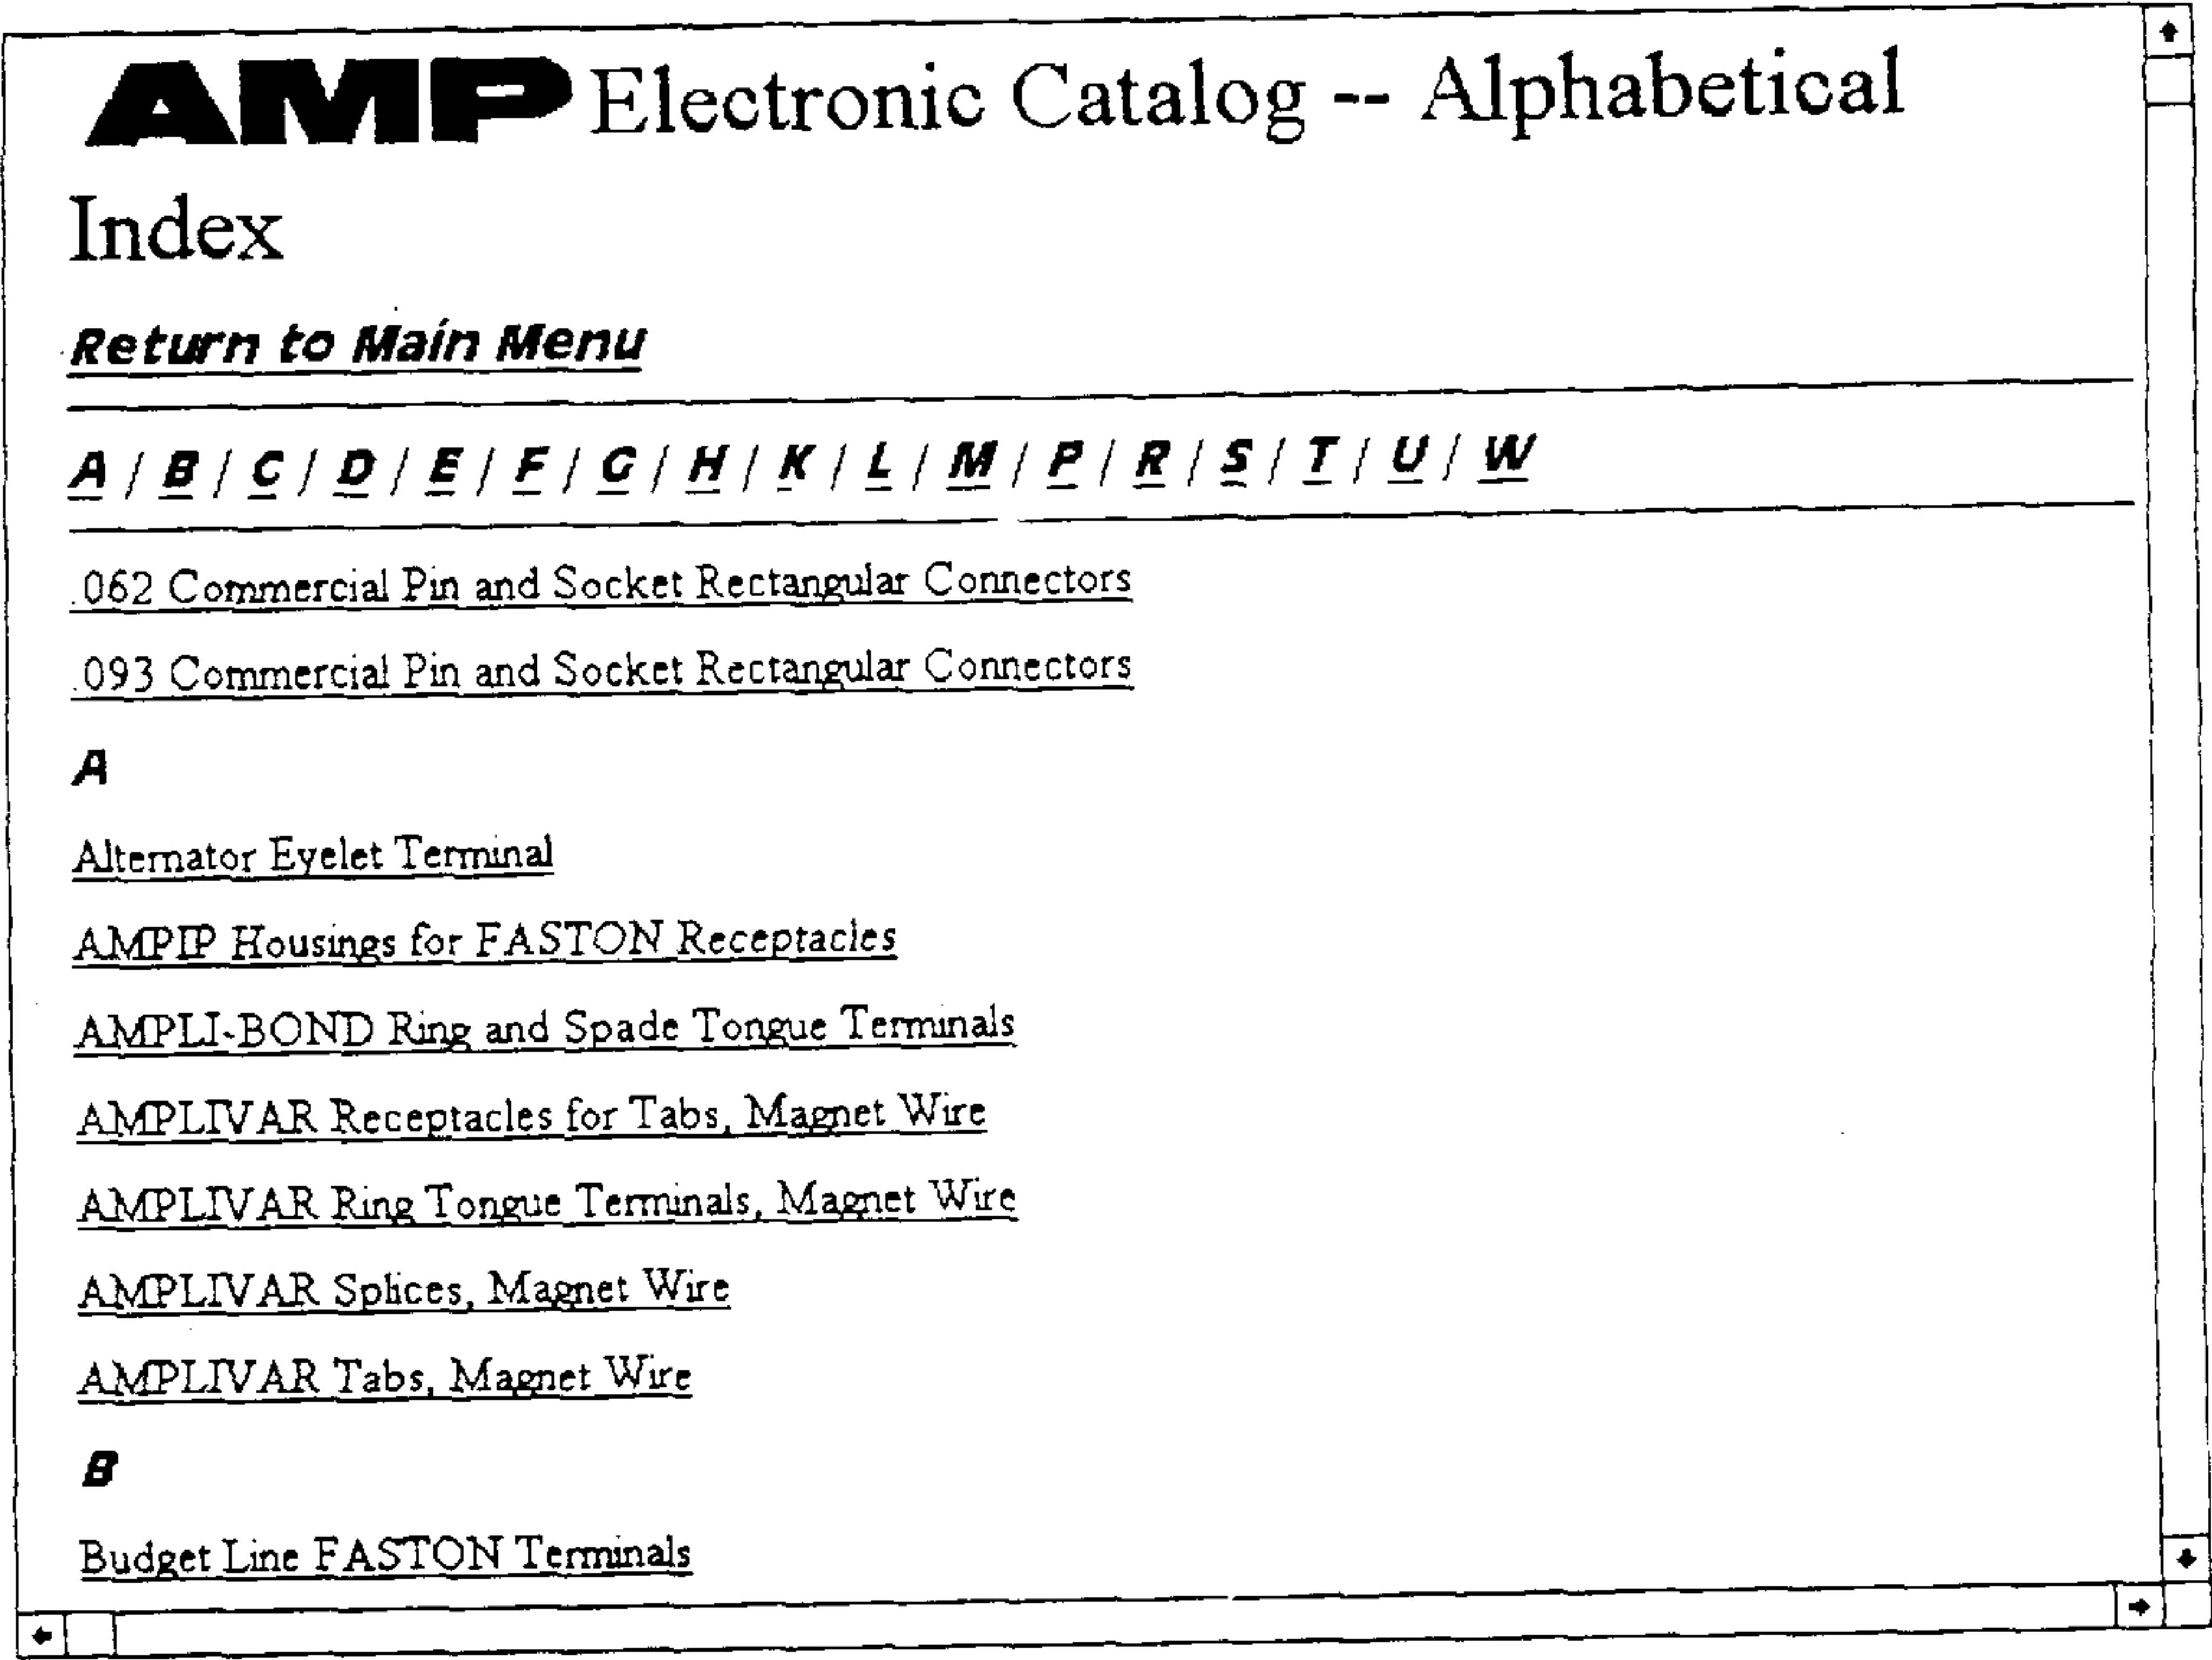 AMP Electronic Catalog -- Alphabetical
Index
Return to Main Menu
A / B / C / D / E / F / G / H / K / L / M / P / R / S / T / U / W
.062 Commercial Pin and Socket Rectangular Connectors
.093 Commercial Pin and Socket Rectangular Connectors
A
Alternator Eyelet Terminal
AMPIP Housings for FASTON Receptacles
AMPLI-BOND Ring and Spade Tongue Terminals
AMPLIVAR Receptacles for Tabs, Magnet Wire
AMPLIVAR Ring Tongue Terminals, Magnet Wire
AMPLIVAR Splices, Magnet Wire
AMPLIVAR Tabs, Magnet Wire
B
Budget Line FASTON Terminals